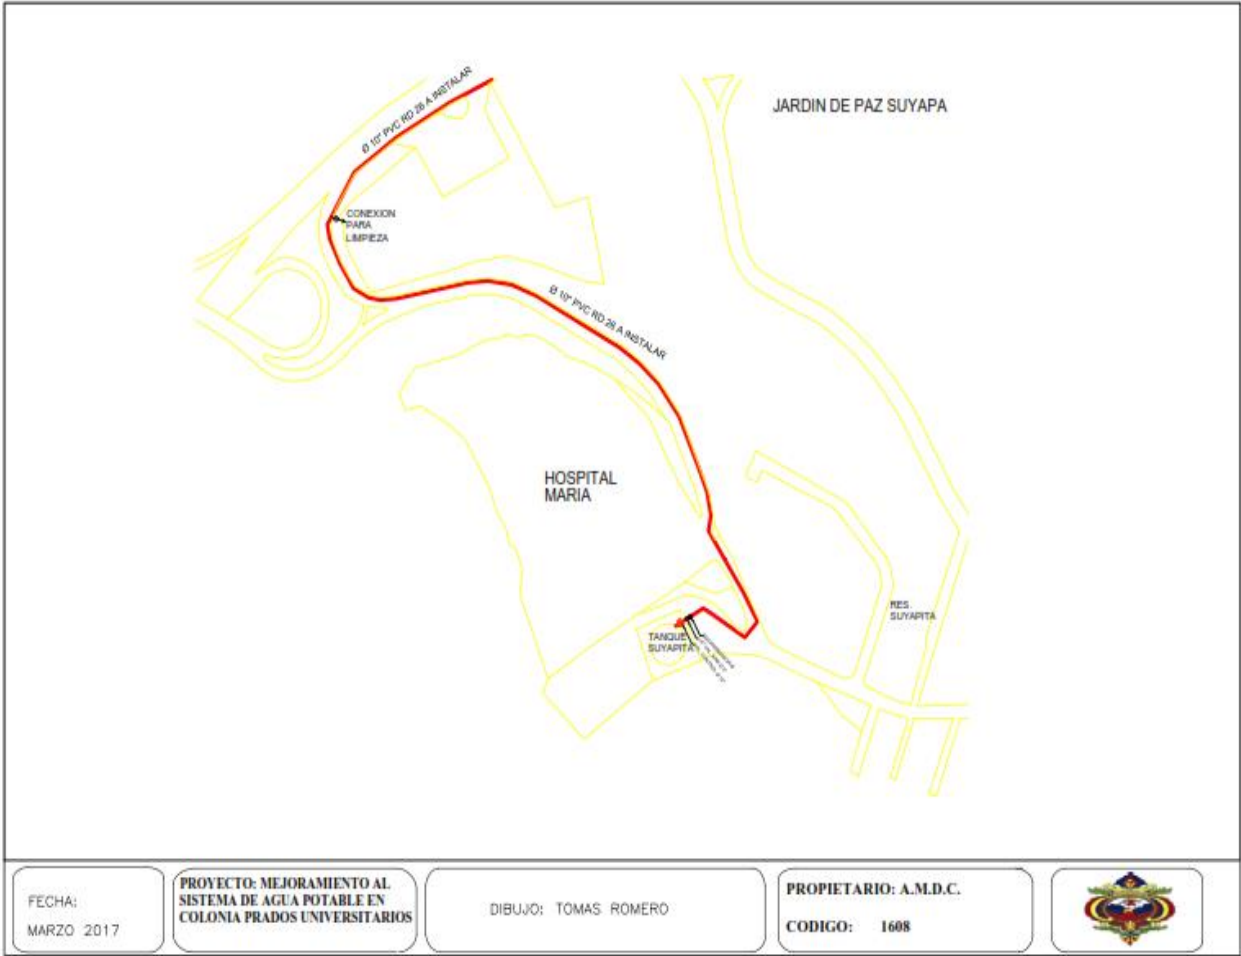 Ø 10" PVC RD 26 A INSTALAR
JARDIN DE PAZ SUYAPA
CONEXION
PARA
LIMPIEZA
Ø 10" PVC RD 26 A INSTALAR
HOSPITAL
MARIA
RES.
SUYAPITA
TANQUE
SUYAPITA
FECHA:
MARZO 2017
PROYECTO: MEJORAMIENTO AL
SISTEMA DE AGUA POTABLE EN
COLONIA PRADOS UNIVERSITARIOS
DIBUJO: TOMAS ROMERO
PROPIETARIO: A.M.D.C.
CODIGO: 1608